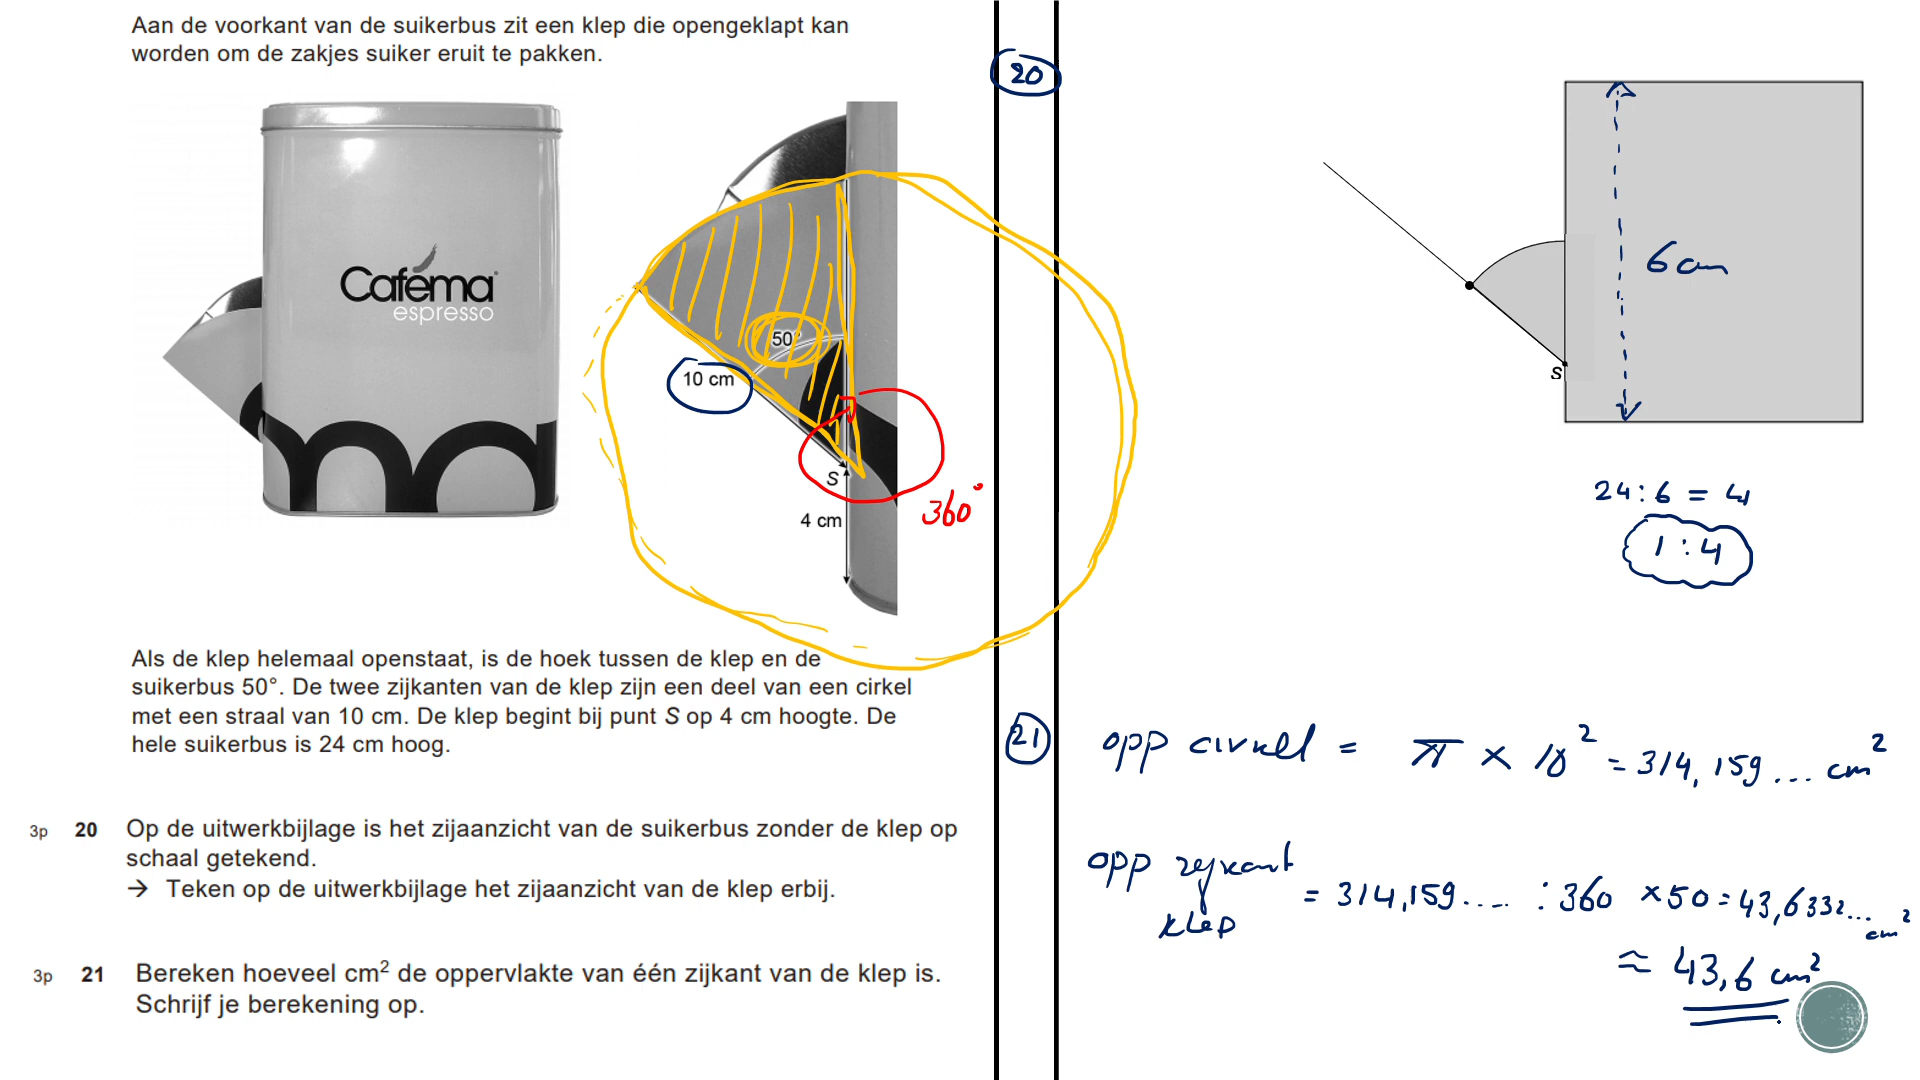 Aan de voorkant van de suikerbus zit een klep die opengeklapt kan
worden om de zakjes suiker eruit te pakken.
Caféma
espresso
50°
10 cm
S
4 cm
360°
Als de klep helemaal openstaat, is de hoek tussen de klep en de
suikerbus 50°. De twee zijkanten van de klep zijn een deel van een cirkel
met een straal van 10 cm. De klep begint bij punt S op 4 cm hoogte. De
hele suikerbus is 24 cm hoog.
3p 20 Op de uitwerkbijlage is het zijaanzicht van de suikerbus zonder de klep op
schaal getekend.
→ Teken op de uitwerkbijlage het zijaanzicht van de klep erbij.
3p 21 Bereken hoeveel cm² de oppervlakte van één zijkant van de klep is.
Schrijf je berekening op.
20
6 cm
S
24 : 6 = 4
1 : 4
21
opp cirkel = π × 10² = 314,159... cm²
opp zijkant
klep
= 314,159.... : 360 × 50 = 43,6332... cm²
≈ 43,6 cm²